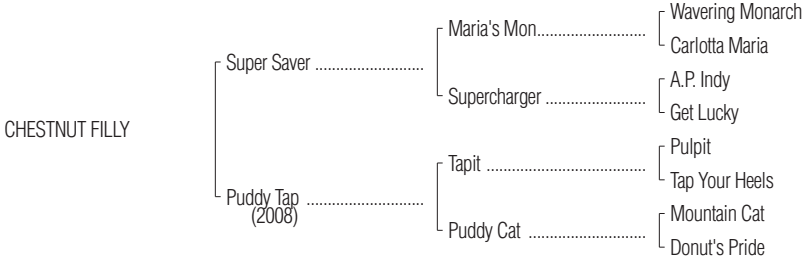 Wavering Monarch
Maria's Mon..........................
Carlotta Maria
Super Saver ..........................
A.P. Indy
Supercharger ........................
Get Lucky
CHESTNUT FILLY
Pulpit
Tapit ......................................
Tap Your Heels
Puddy Tap ............................
(2008)
Mountain Cat
Puddy Cat ............................
Donut's Pride